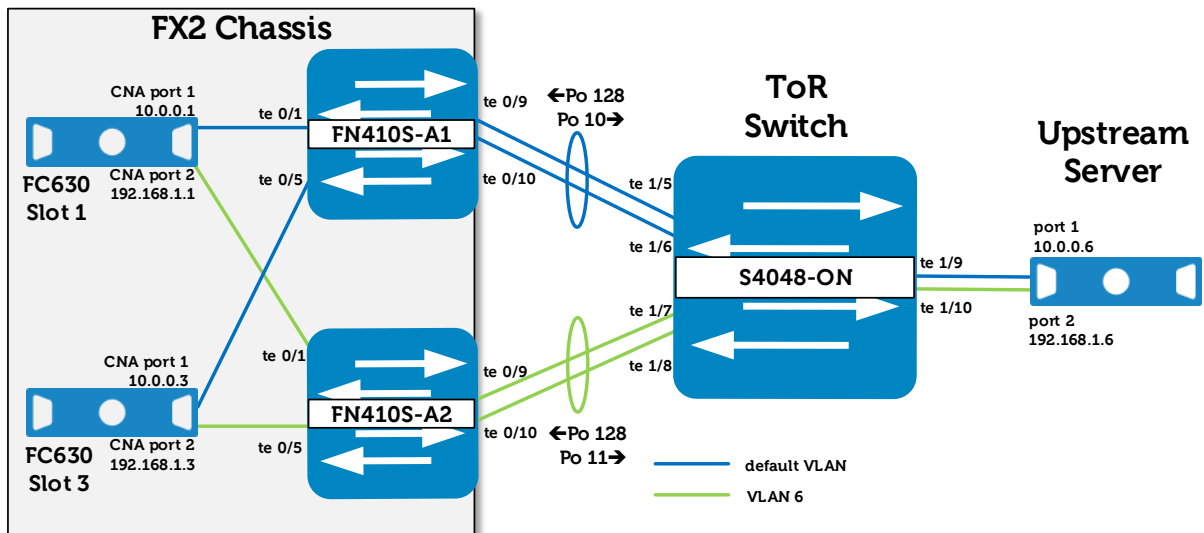 FX2 Chassis
CNA port 1
10.0.0.1
te 0/1
FN410S-A1
te 0/9
←Po 128
Po 10→
ToR
Switch
Upstream
Server
FC630
Slot 1
CNA port 2
192.168.1.1
te 0/5
te 0/10
te 1/5
te 1/6
S4048-ON
te 1/9
te 1/10
port 1
10.0.0.6
port 2
192.168.1.6
te 1/7
te 1/8
CNA port 1
10.0.0.3
te 0/1
FN410S-A2
te 0/9
te 0/10
←Po 128
Po 11→
FC630
Slot 3
CNA port 2
192.168.1.3
te 0/5
default VLAN
VLAN 6